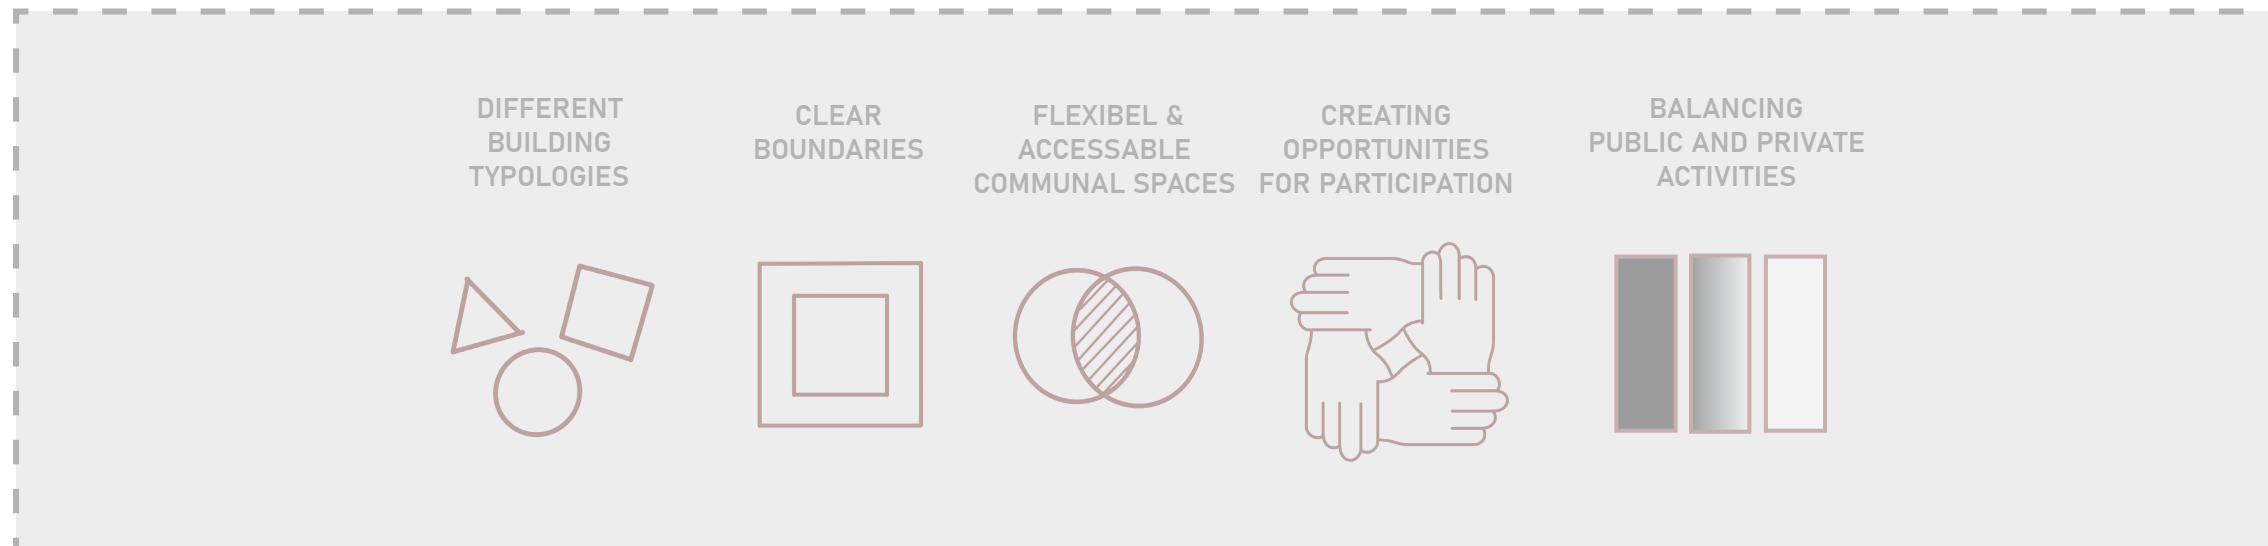 DIFFERENT
BUILDING
TYPOLOGIES
CLEAR
BOUNDARIES
FLEXIBEL &
ACCESSABLE
COMMUNAL SPACES
CREATING
OPPORTUNITIES
FOR PARTICIPATION
BALANCING
PUBLIC AND PRIVATE
ACTIVITIES